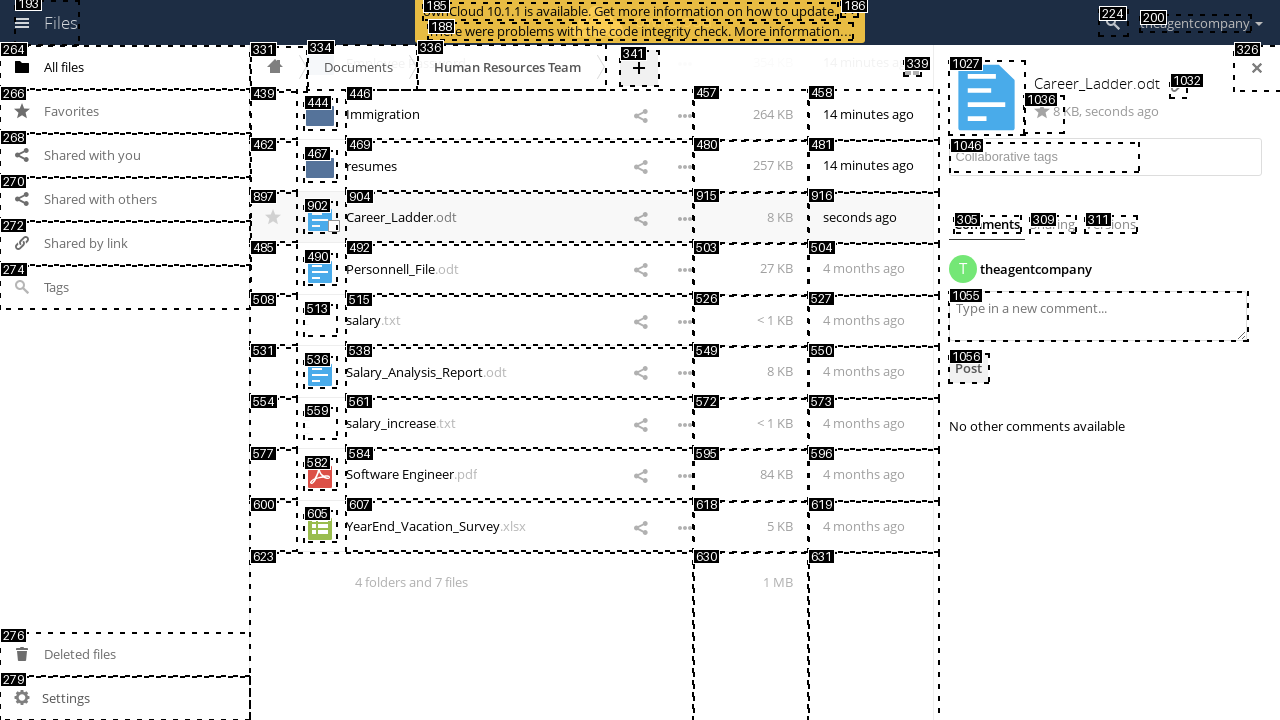 193
Files
185
Cloud 10.1.1 is available. Get more information on how to update.
186
188
e were problems with the code integrity check. More information...
224
200
theagentcompany
264
All files
266
Favorites
268
Shared with you
270
Shared with others
272
Shared by link
274
Tags
276
Deleted files
279
Settings
331
334
Documents
336
Human Resources Team
341
+
14 minutes ago
339
439
444
446
Immigration
457
264 KB
458
14 minutes ago
462
467
469
resumes
480
257 KB
481
14 minutes ago
897
902
904
Career_Ladder.odt
915
8 KB
916
seconds ago
485
490
492
Personnell_File.odt
503
27 KB
504
4 months ago
508
513
515
salary.txt
526
< 1 KB
527
4 months ago
531
536
538
Salary_Analysis_Report.odt
549
8 KB
550
4 months ago
554
559
561
salary_increase.txt
572
< 1 KB
573
4 months ago
577
582
584
Software Engineer.pdf
595
84 KB
596
4 months ago
600
605
607
YearEnd_Vacation_Survey.xlsx
618
5 KB
619
4 months ago
623
4 folders and 7 files
630
1 MB
631
326
×
1027
Career_Ladder.odt
1032
1036
8 KB, seconds ago
1046
Collaborative tags
305
Comments
309
Sharing
311
Versions
T
theagentcompany
1055
Type in a new comment...
1056
Post
No other comments available